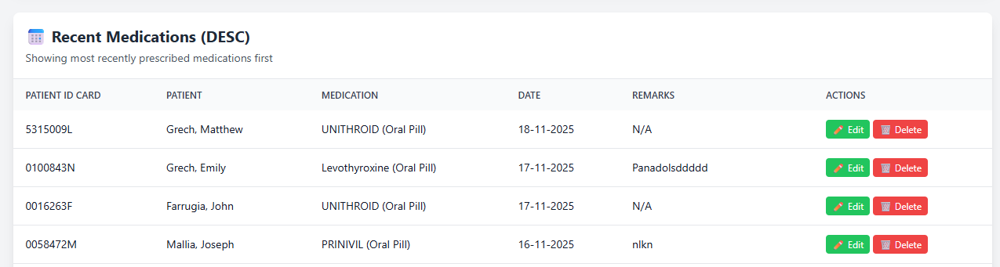 Recent Medications (DESC)
Showing most recently prescribed medications first
PATIENT ID CARD PATIENT MEDICATION DATE REMARKS ACTIONS
5315009L Grech, Matthew UNITHROID (Oral Pill) 18-11-2025 N/A Edit Delete
0100843N Grech, Emily Levothyroxine (Oral Pill) 17-11-2025 Panadolsddddd Edit Delete
0016263F Farrugia, John UNITHROID (Oral Pill) 17-11-2025 N/A Edit Delete
0058472M Mallia, Joseph PRINIVIL (Oral Pill) 16-11-2025 nlkn Edit Delete